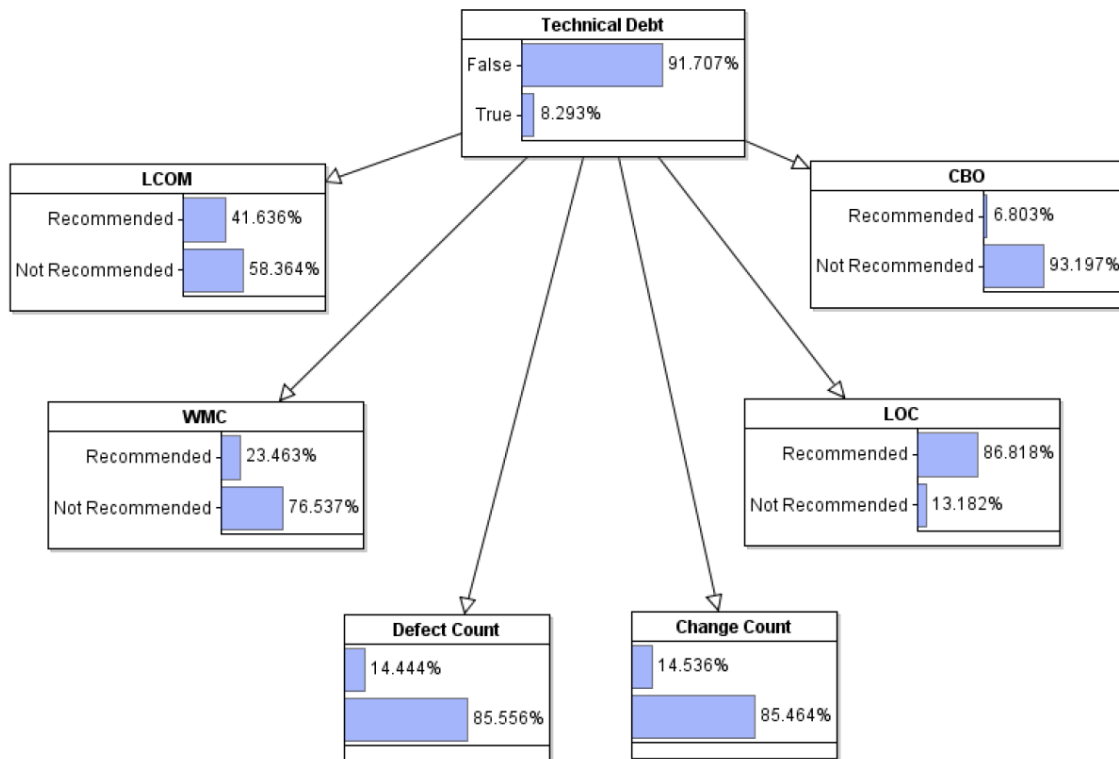 Technical Debt
False
91.707%
True
8.293%
LCOM
Recommended
41.636%
Not Recommended
58.364%
CBO
Recommended
6.803%
Not Recommended
93.197%
WMC
Recommended
23.463%
Not Recommended
76.537%
LOC
Recommended
86.818%
Not Recommended
13.182%
Defect Count
14.444%
85.556%
Change Count
14.536%
85.464%